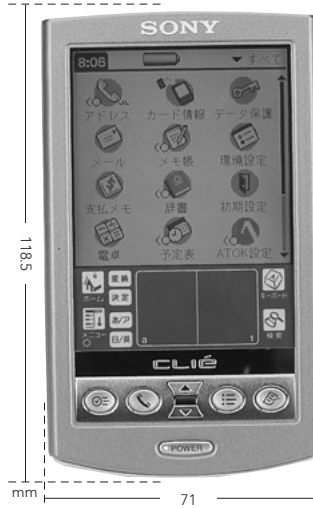 SONY
8:06 すべて
アドレス カード情報 データ保護
メール メモ帳 環境設定
支払メモ 辞書 初期設定
電卓 予定表 ATOK設定
変換
決定
ホーム
あ/ア
日/英
メニュー
キーボード
検索
a 1
CLIÉ
POWER
118.5
mm
71